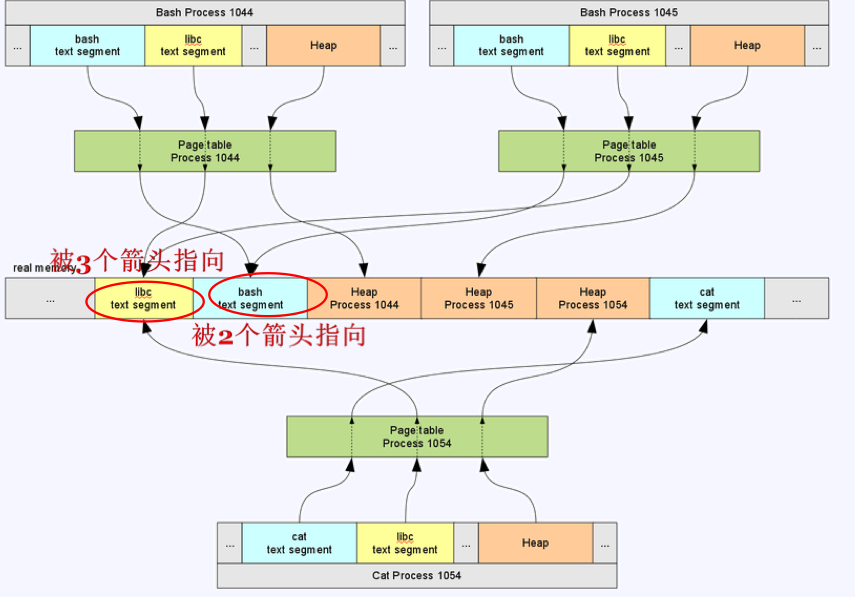 Bash Process 1044
Bash Process 1045
...
bash
text segment
libc
text segment
...
Heap
...
...
bash
text segment
libc
text segment
...
Heap
...
Page table
Process 1044
Page table
Process 1045
被3个箭头指向
real memory
...
libc
text segment
bash
text segment
Heap
Process 1044
Heap
Process 1045
Heap
Process 1054
cat
text segment
...
被2个箭头指向
Page table
Process 1054
...
cat
text segment
libc
text segment
...
Heap
...
Cat Process 1054